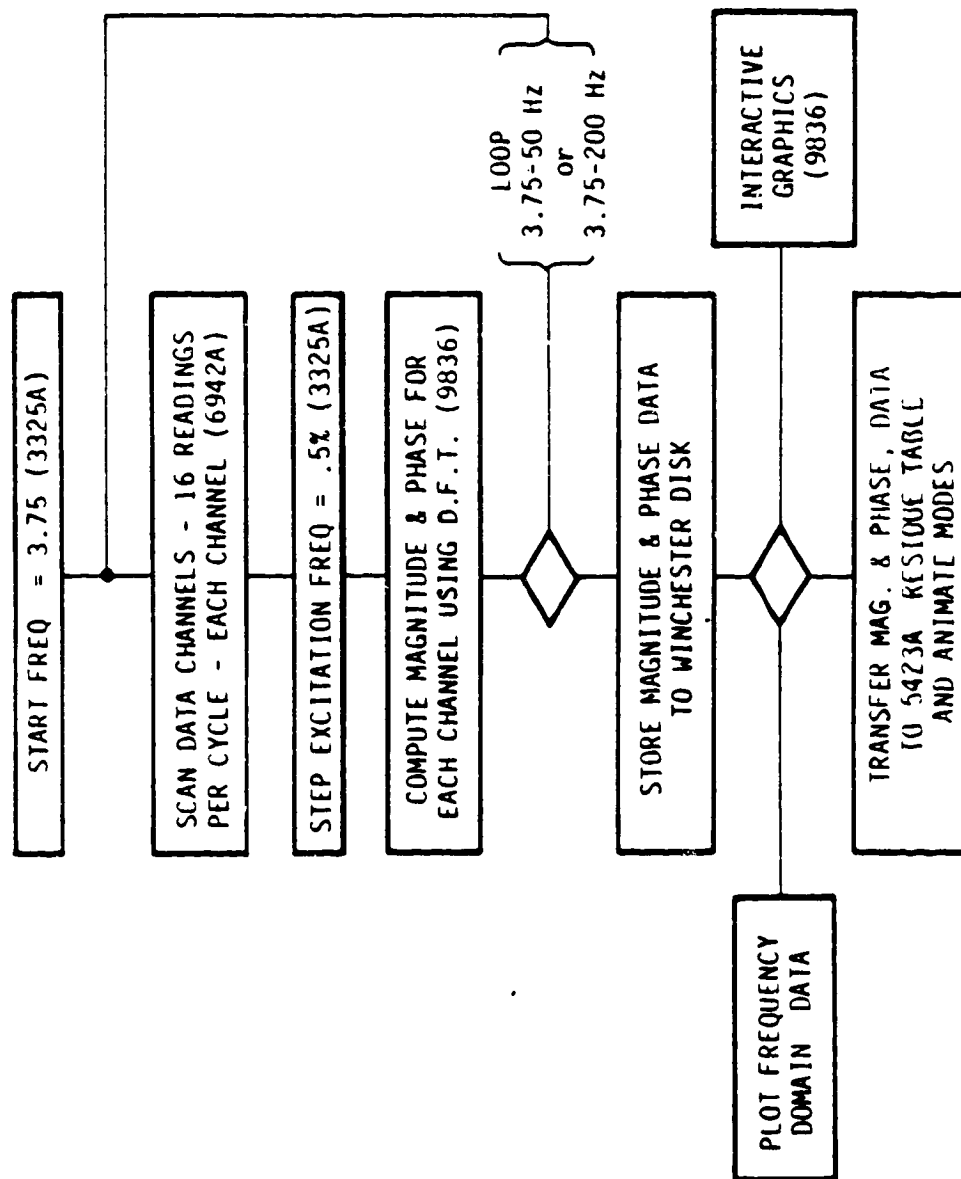 START FREQ = 3.75 (3325A)
SCAN DATA CHANNELS - 16 READINGS
PER CYCLE - EACH CHANNEL (6942A)
STEP EXCITATION FREQ = .5% (3325A)
COMPUTE MAGNITUDE & PHASE FOR
EACH CHANNEL USING D.F.T. (9836)
LOOP
3.75-50 Hz
or
3.75-200 Hz
STORE MAGNITUDE & PHASE DATA
TO WINCHESTER DISK
PLOT FREQUENCY
DOMAIN DATA
INTERACTIVE
GRAPHICS
(9836)
TRANSFER MAG. & PHASE, DATA
TO 5423A RESIDUE TABLE
AND ANIMATE MODES